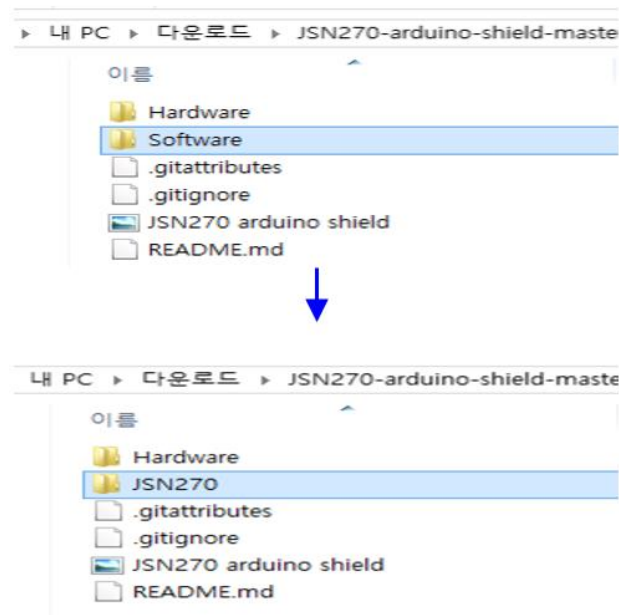 내 PC ▸ 다운로드 ▸ JSN270-arduino-shield-maste
이름
Hardware
Software
.gitattributes
.gitignore
JSN270 arduino shield
README.md
내 PC ▸ 다운로드 ▸ JSN270-arduino-shield-maste
이름
Hardware
JSN270
.gitattributes
.gitignore
JSN270 arduino shield
README.md